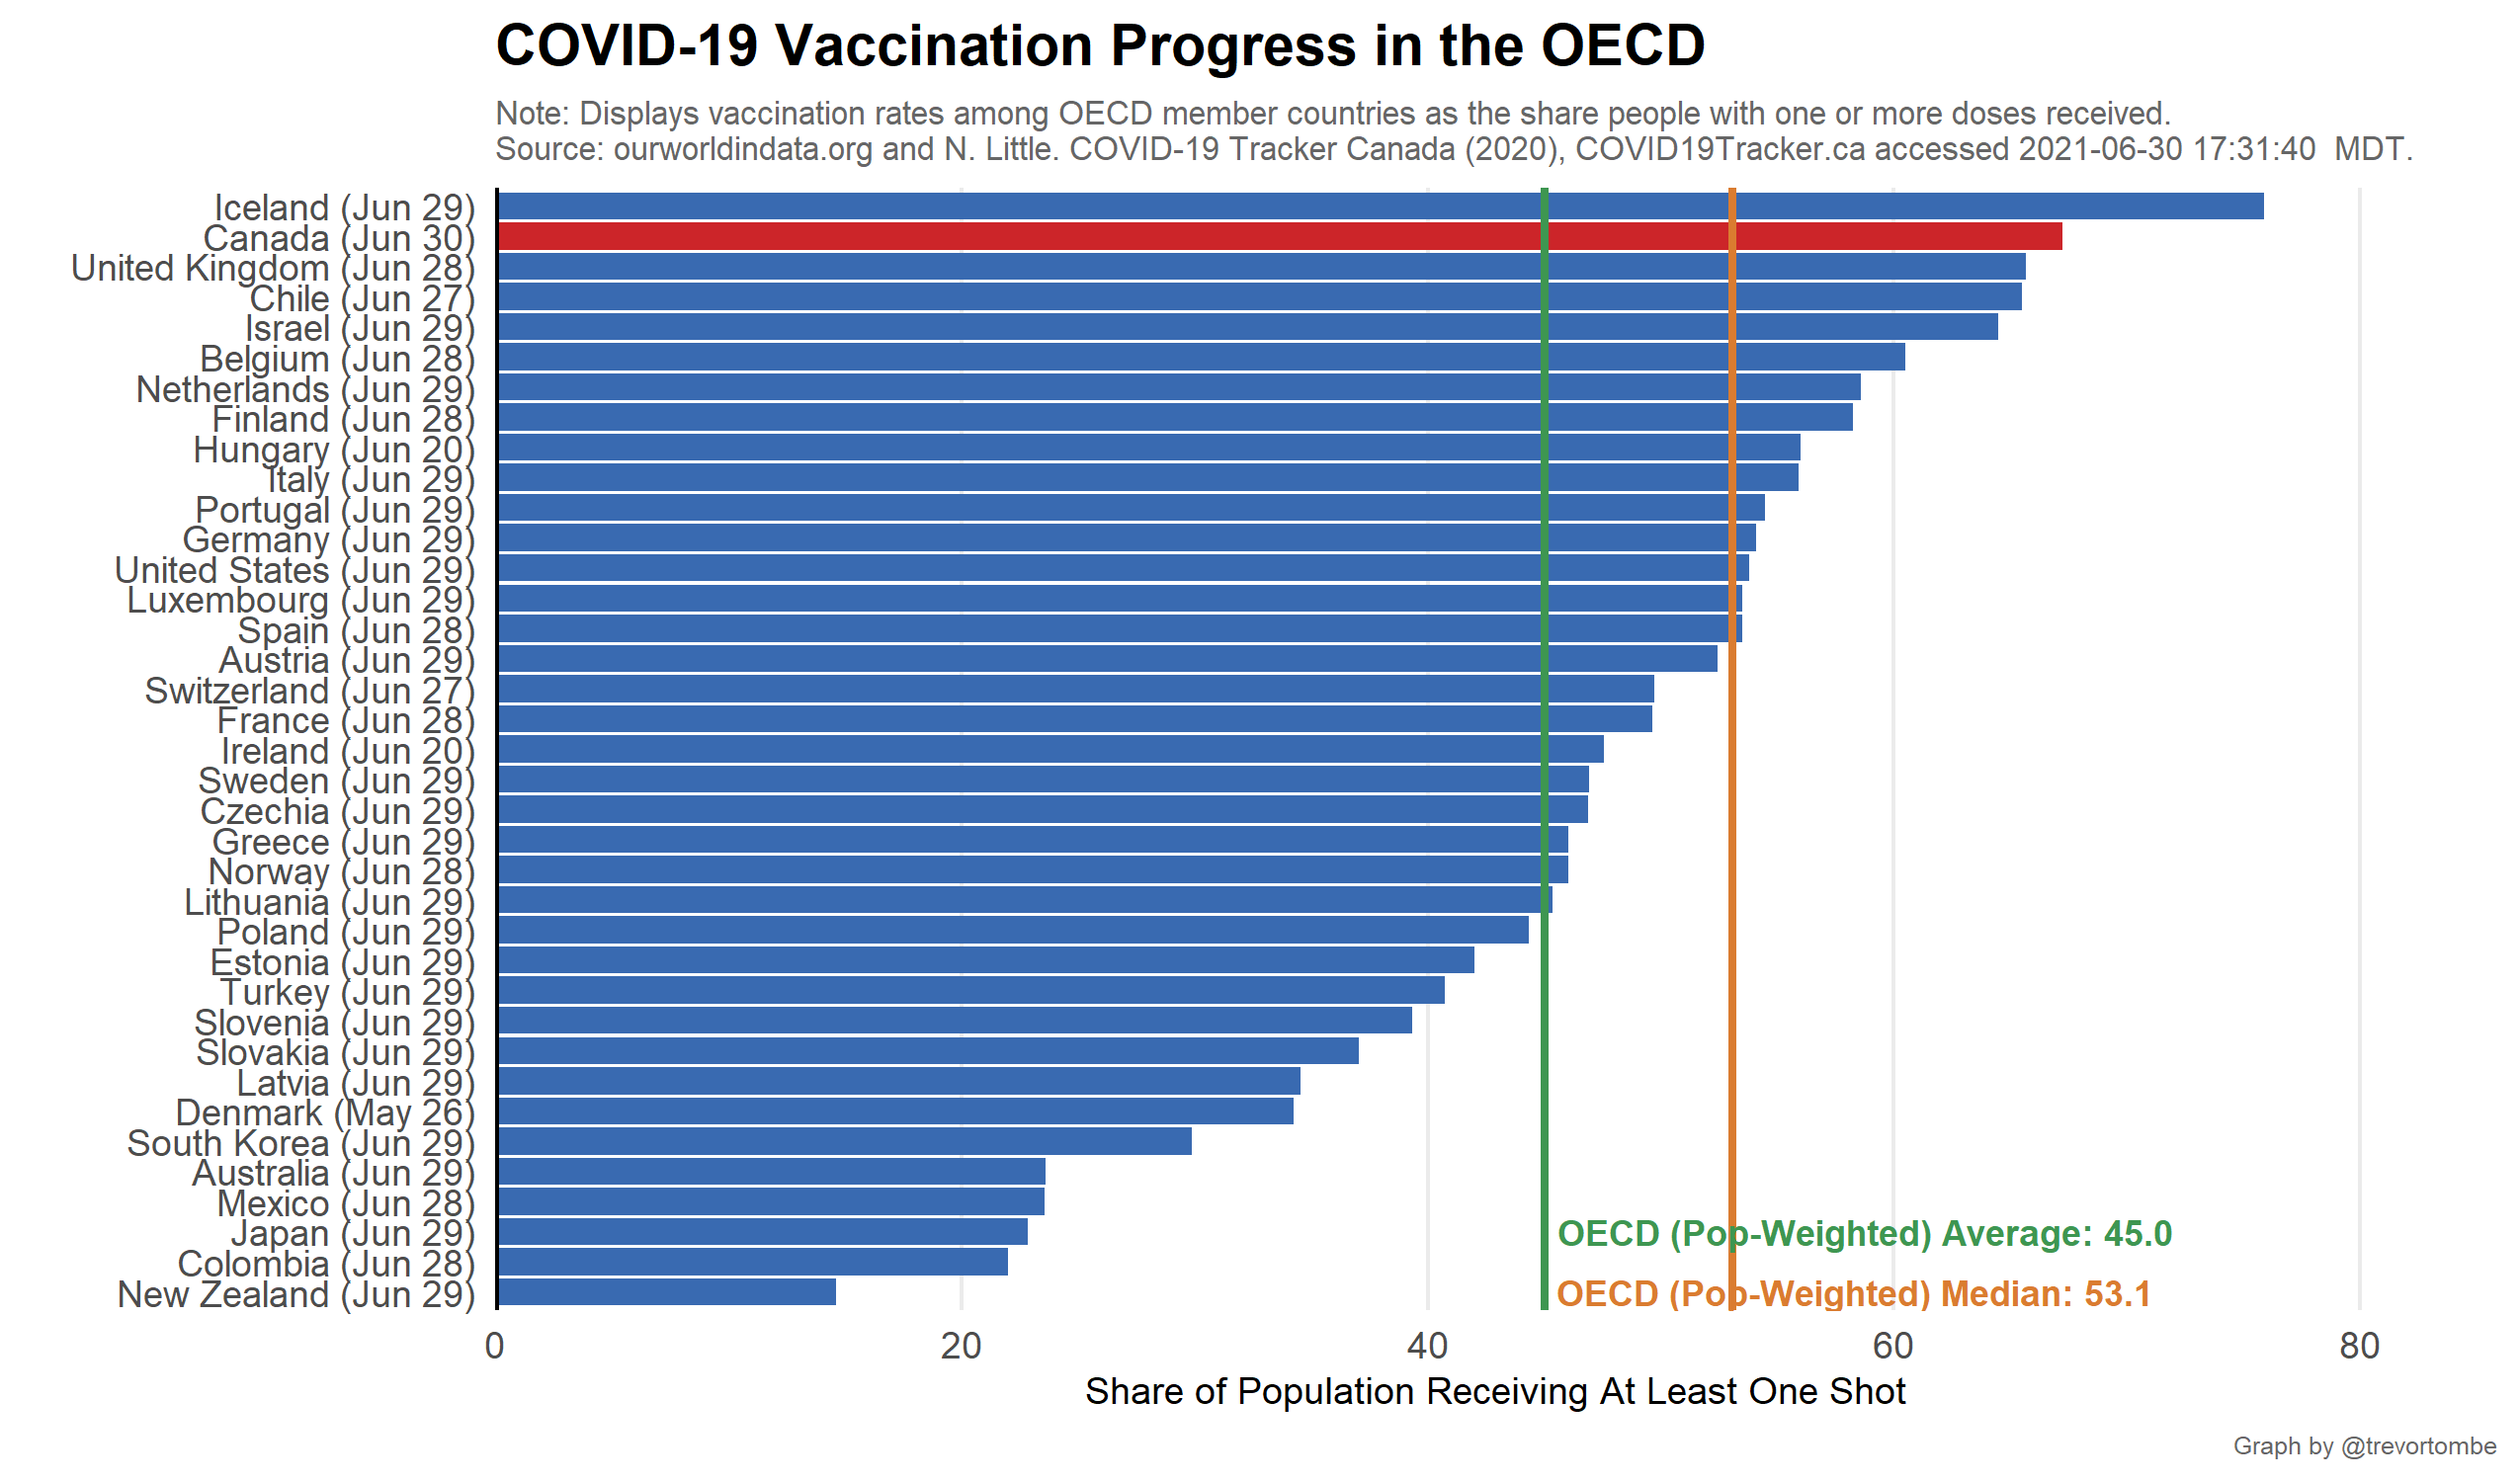 COVID-19 Vaccination Progress in the OECD
Note: Displays vaccination rates among OECD member countries as the share people with one or more doses received.
Source: ourworldindata.org and N. Little. COVID-19 Tracker Canada (2020), COVID19Tracker.ca accessed 2021-06-30 17:31:40  MDT.
Iceland (Jun 29)
Canada (Jun 30)
United Kingdom (Jun 28)
Chile (Jun 27)
Israel (Jun 29)
Belgium (Jun 28)
Netherlands (Jun 29)
Finland (Jun 28)
Hungary (Jun 20)
Italy (Jun 29)
Portugal (Jun 29)
Germany (Jun 29)
United States (Jun 29)
Luxembourg (Jun 29)
Spain (Jun 28)
Austria (Jun 29)
Switzerland (Jun 27)
France (Jun 28)
Ireland (Jun 20)
Sweden (Jun 29)
Czechia (Jun 29)
Greece (Jun 29)
Norway (Jun 28)
Lithuania (Jun 29)
Poland (Jun 29)
Estonia (Jun 29)
Turkey (Jun 29)
Slovenia (Jun 29)
Slovakia (Jun 29)
Latvia (Jun 29)
Denmark (May 26)
South Korea (Jun 29)
Australia (Jun 29)
Mexico (Jun 28)
Japan (Jun 29)
Colombia (Jun 28)
New Zealand (Jun 29)
OECD (Pop-Weighted) Average: 45.0
OECD (Pop-Weighted) Median: 53.1
0 20 40 60 80
Share of Population Receiving At Least One Shot
Graph by @trevortombe